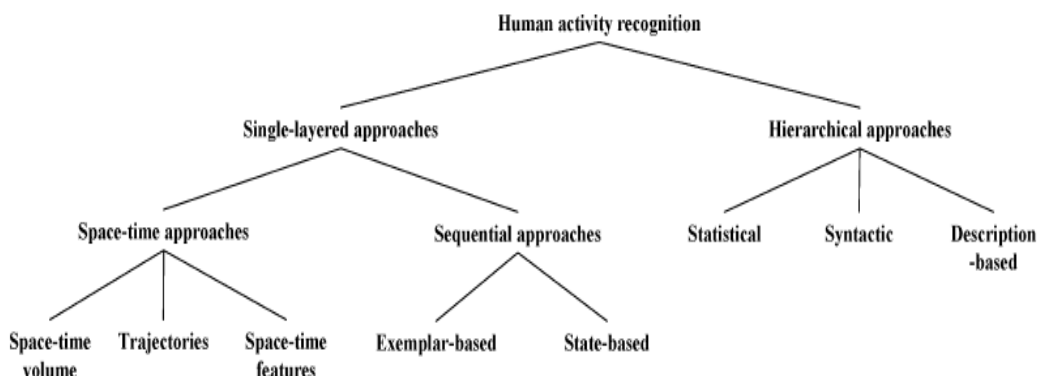 Human activity recognition
Single-layered approaches
Hierarchical approaches
Space-time approaches
Sequential approaches
Statistical
Syntactic
Description
-based
Space-time
volume
Trajectories
Space-time
features
Exemplar-based
State-based